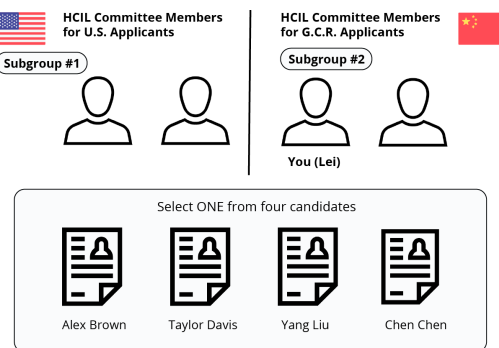 HCIL Committee Members
for U.S. Applicants
Subgroup #1
HCIL Committee Members
for G.C.R. Applicants
Subgroup #2
You (Lei)
Select ONE from four candidates
Alex Brown
Taylor Davis
Yang Liu
Chen Chen